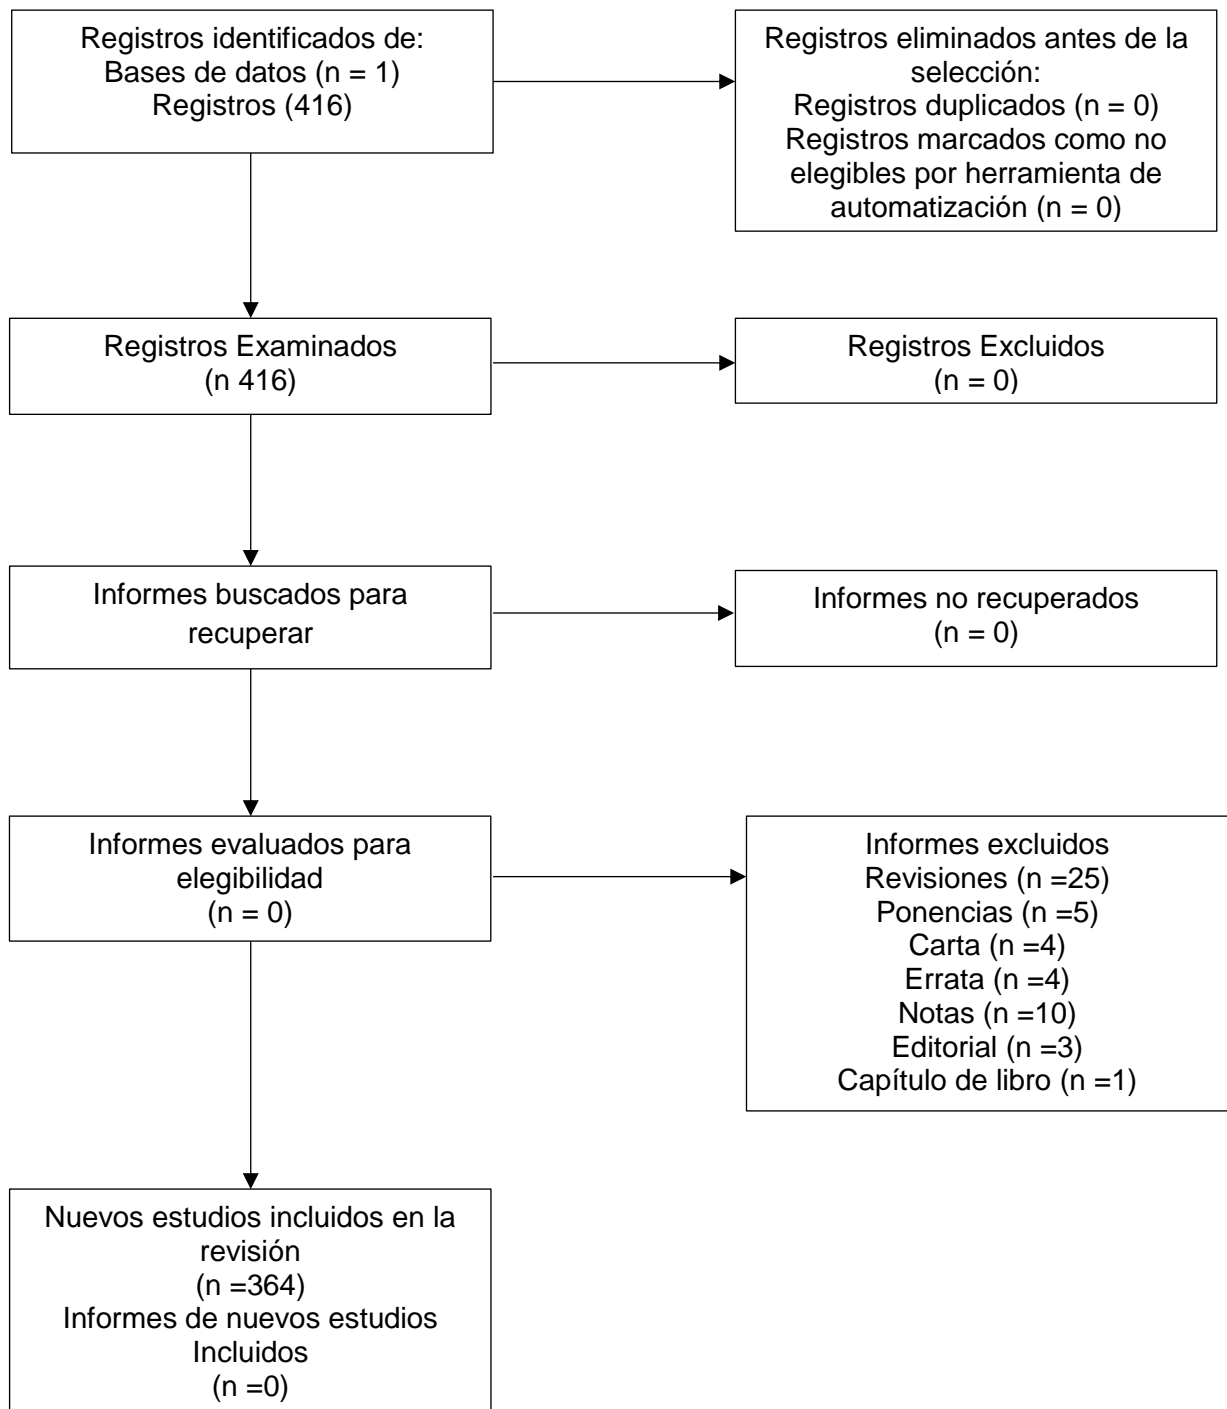 Registros identificados de:
Bases de datos (n = 1)
Registros (416)
Registros eliminados antes de la
selección:
Registros duplicados (n = 0)
Registros marcados como no
elegibles por herramienta de
automatización (n = 0)
Registros Examinados
(n 416)
Registros Excluidos
(n = 0)
Informes buscados para
recuperar
Informes no recuperados
(n = 0)
Informes evaluados para
elegibilidad
(n = 0)
Informes excluidos
Revisiones (n =25)
Ponencias (n =5)
Carta (n =4)
Errata (n =4)
Notas (n =10)
Editorial (n =3)
Capítulo de libro (n =1)
Nuevos estudios incluidos en la
revisión
(n =364)
Informes de nuevos estudios
Incluidos
(n =0)